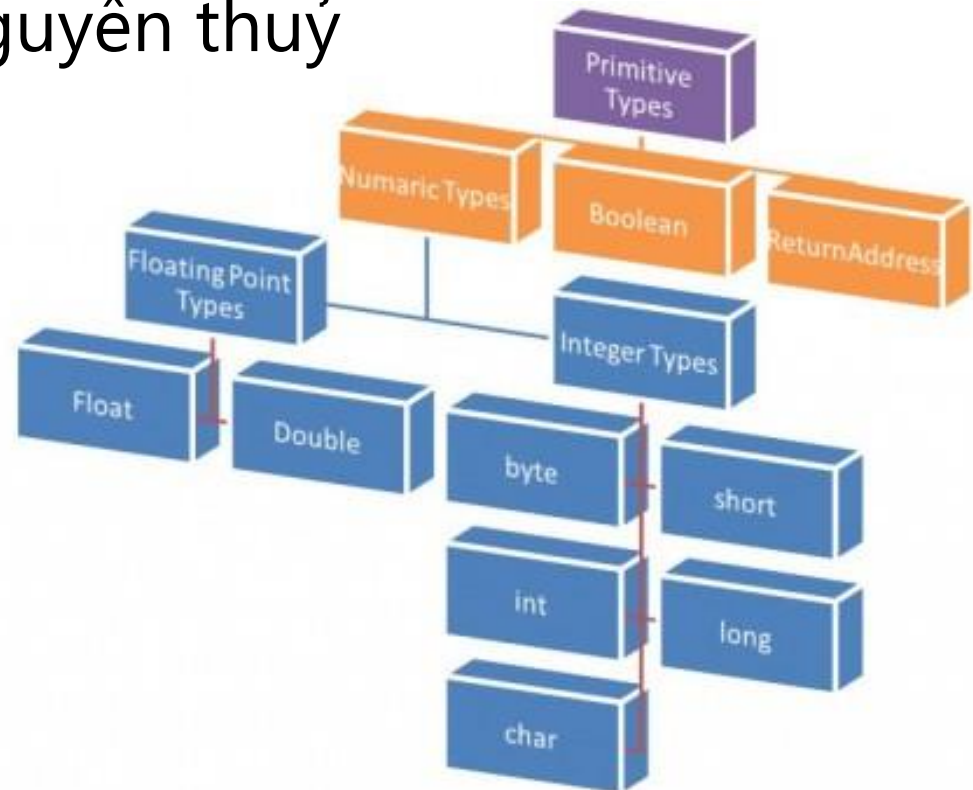 guyên thuỷ
Primitive
Types
Numaric Types
Boolean
ReturnAddress
Floating Point
Types
Integer Types
Float
Double
byte
short
int
long
char